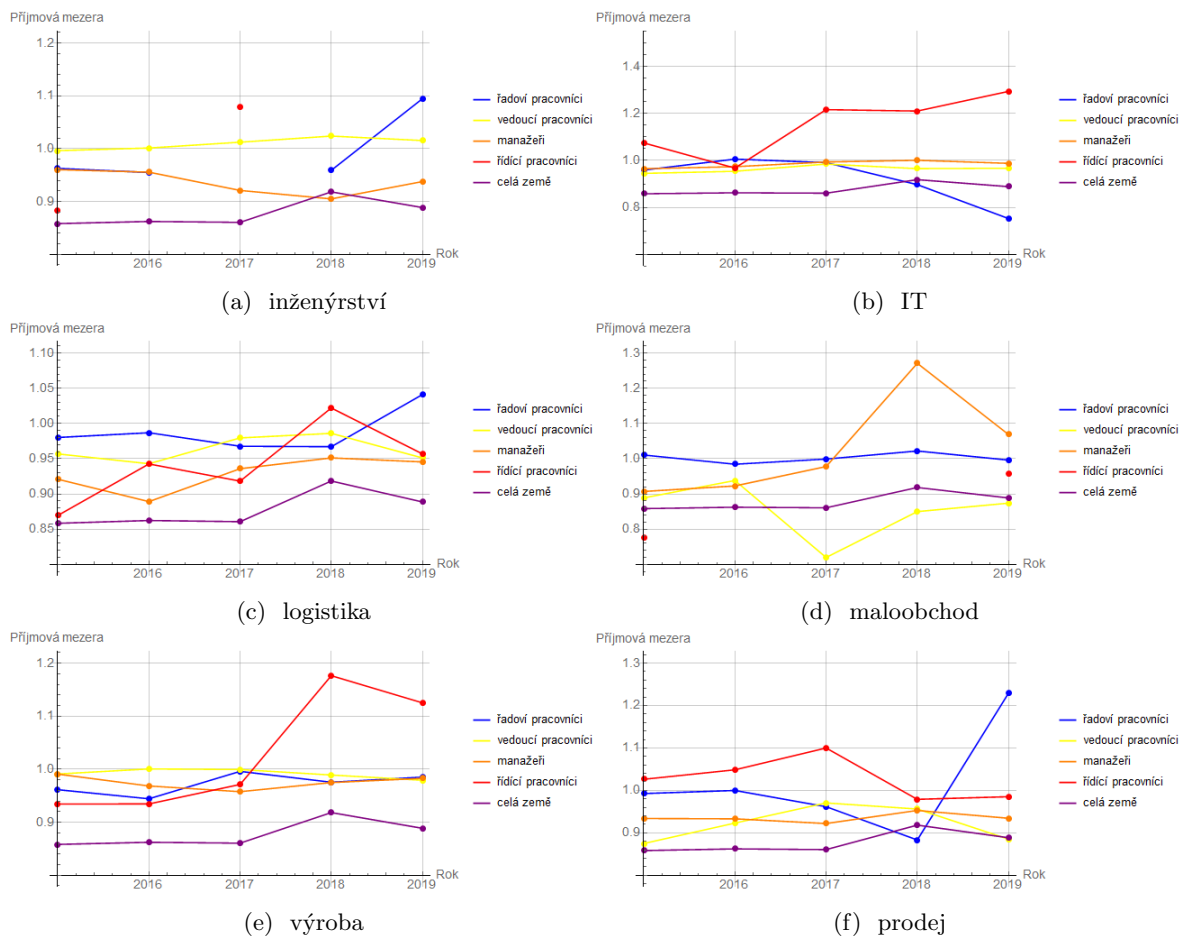 Příjmová mezera
1.2
1.1
1.0
0.9
2016 2017 2018 2019 Rok
řadoví pracovníci
vedoucí pracovníci
manažeři
řídící pracovníci
celá země
(a) inženýrství
Příjmová mezera
1.4
1.2
1.0
0.8
2016 2017 2018 2019 Rok
řadoví pracovníci
vedoucí pracovníci
manažeři
řídící pracovníci
celá země
(b) IT
Příjmová mezera
1.10
1.05
1.00
0.95
0.90
0.85
2016 2017 2018 2019 Rok
řadoví pracovníci
vedoucí pracovníci
manažeři
řídící pracovníci
celá země
(c) logistika
Příjmová mezera
1.3
1.2
1.1
1.0
0.9
0.8
2016 2017 2018 2019 Rok
řadoví pracovníci
vedoucí pracovníci
manažeři
řídící pracovníci
celá země
(d) maloobchod
Příjmová mezera
1.2
1.1
1.0
0.9
2016 2017 2018 2019 Rok
řadoví pracovníci
vedoucí pracovníci
manažeři
řídící pracovníci
celá země
(e) výroba
Příjmová mezera
1.3
1.2
1.1
1.0
0.9
2016 2017 2018 2019 Rok
řadoví pracovníci
vedoucí pracovníci
manažeři
řídící pracovníci
celá země
(f) prodej